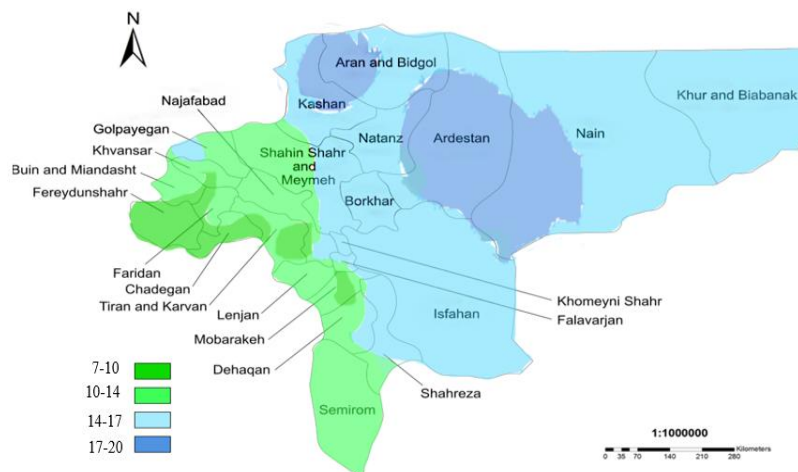 N
Aran and Bidgol
Kashan
Khur and Biabanak
Najafabad
Golpayegan
Khvansar
Buin and Miandasht
Fereydunshahr
Shahin Shahr
and
Meymeh
Natanz
Ardestan
Nain
Borkhar
Faridan
Chadegan
Tiran and Karvan
Lenjan
Mobarakeh
Dehaqan
Khomeyni Shahr
Falavarjan
Isfahan
Shahreza
Semirom
7-10
10-14
14-17
17-20
1:1000000
0 35 70 140 210 280 Kilometers